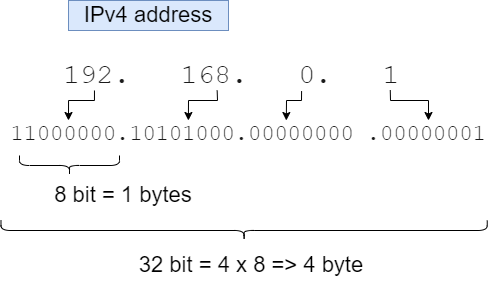 IPv4 address
192. 168. 0. 1
11000000.10101000.00000000 .00000001
8 bit = 1 bytes
32 bit = 4 x 8 => 4 byte